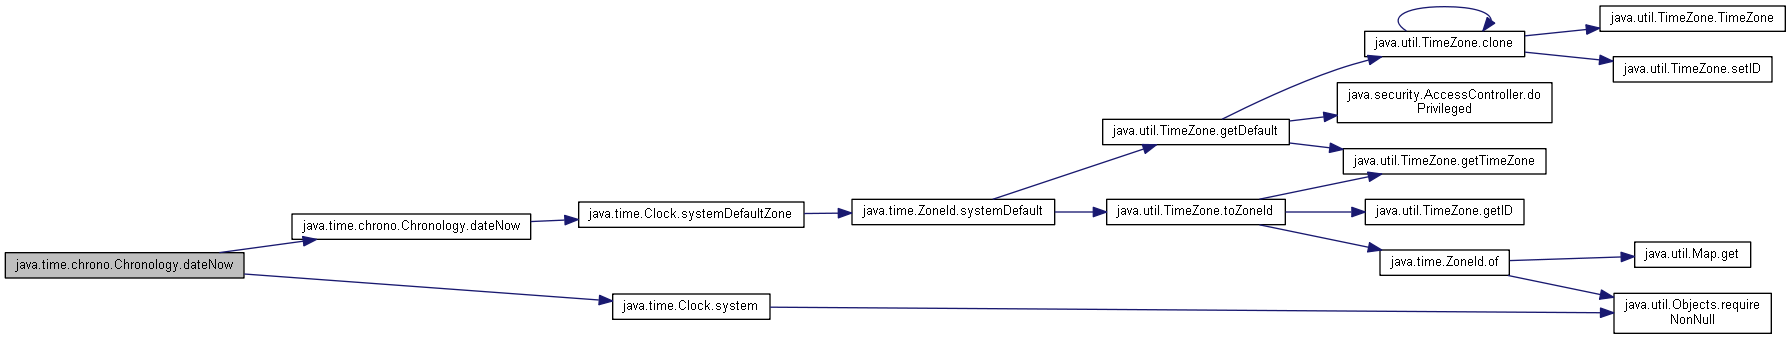 java.util.TimeZone.TimeZone
java.util.TimeZone.clone
java.util.TimeZone.setID
java.security.AccessController.do
Privileged
java.util.TimeZone.getDefault
java.util.TimeZone.getTimeZone
java.time.chrono.Chronology.dateNow
java.time.chrono.Chronology.dateNow
java.time.Clock.systemDefaultZone
java.time.ZoneId.systemDefault
java.util.TimeZone.toZoneId
java.util.TimeZone.getID
java.time.ZoneId.of
java.util.Map.get
java.time.Clock.system
java.util.Objects.require
NonNull